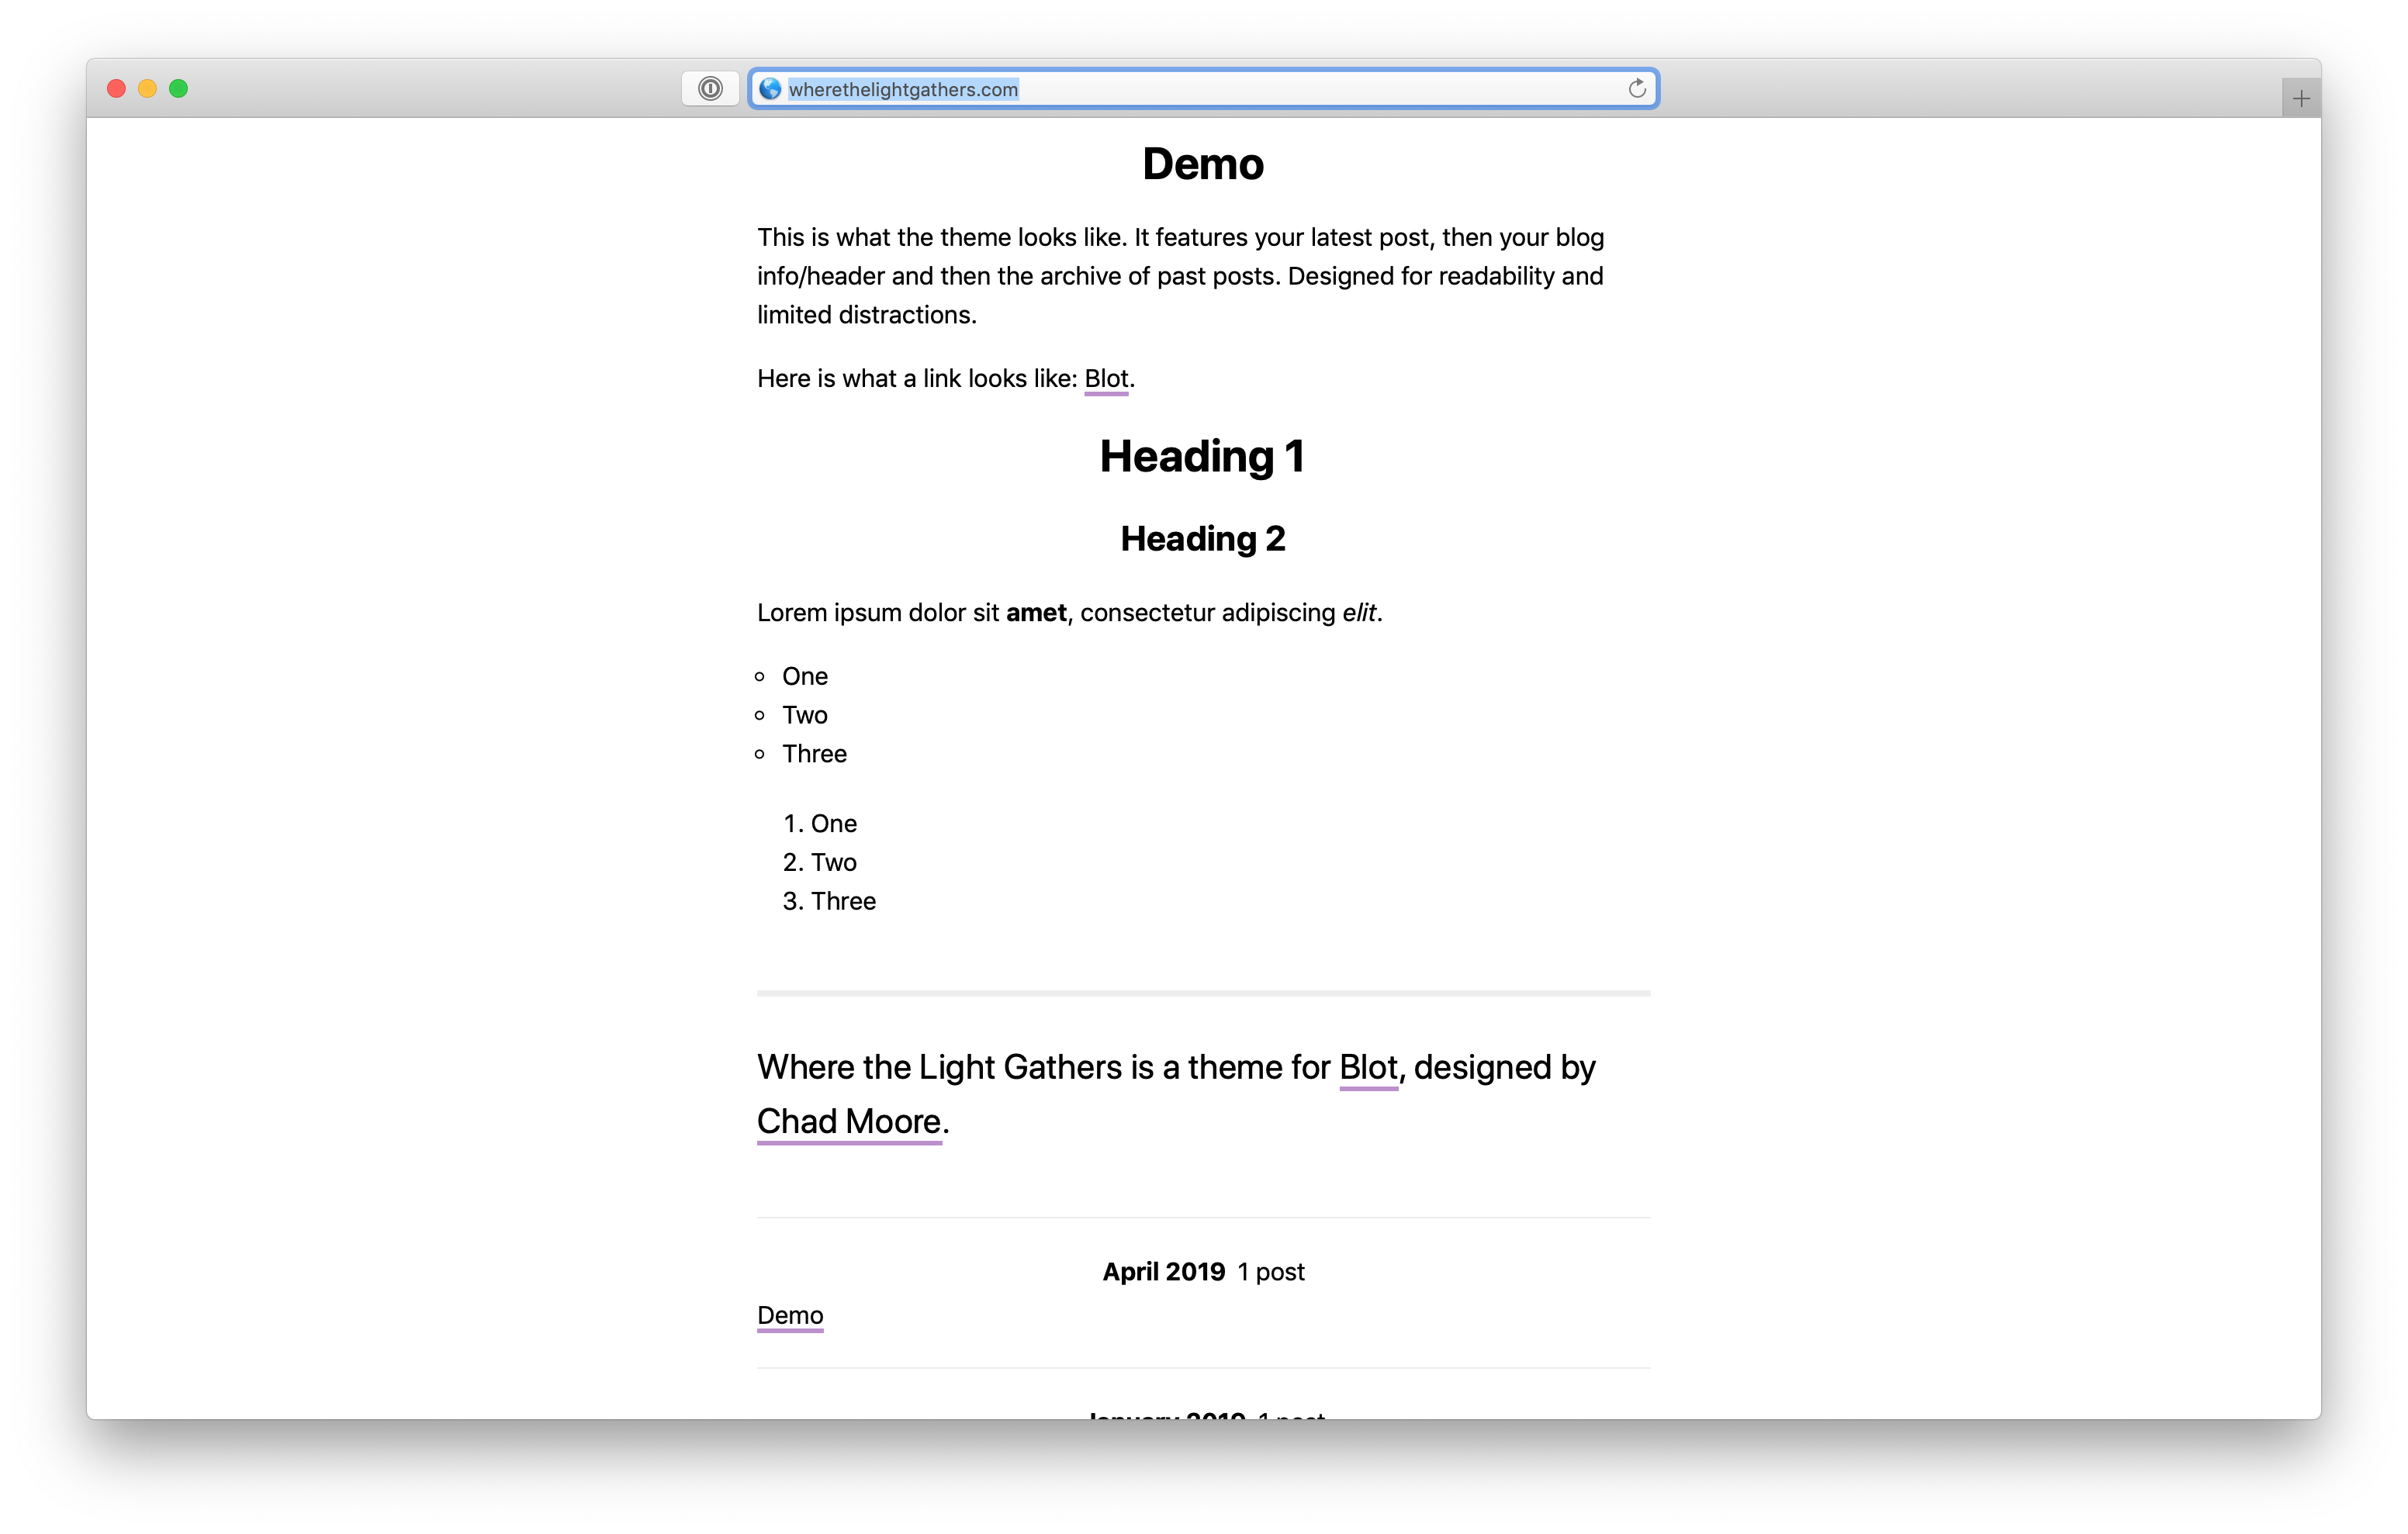 wherethelightgathers.com
Demo
This is what the theme looks like. It features your latest post, then your blog
info/header and then the archive of past posts. Designed for readability and
limited distractions.
Here is what a link looks like: Blot.
Heading 1
Heading 2
Lorem ipsum dolor sit amet, consectetur adipiscing elit.
One
Two
Three
1. One
2. Two
3. Three
Where the Light Gathers is a theme for Blot, designed by
Chad Moore.
April 2019 1 post
Demo
January 2019 1 post